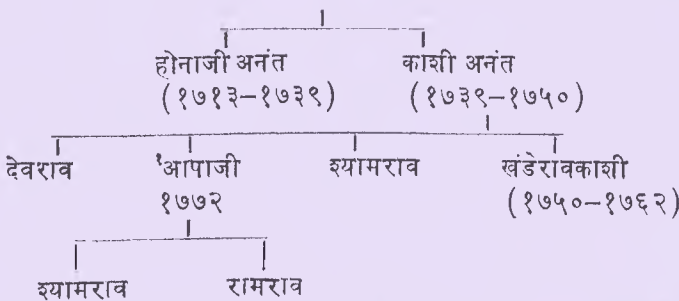 होनाजी अनंत काशी अनंत
(१७१३–१७३९) (१७३९–१७५०)
देवराव 'आपाजी श्यामराव खंडेरावकाशी
१७७२ (१७५०–१७६२)
श्यामराव रामराव